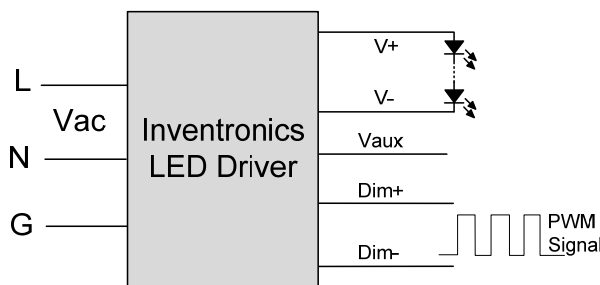 L
Vac
N
G
Inventronics
LED Driver
V+
V-
Vaux
Dim+
Dim-
PWM
Signal